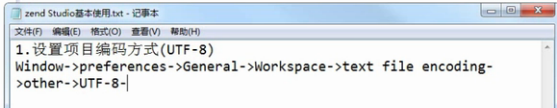 zend Studio基本使用.txt - 记事本
文件(F) 编辑(E) 格式(O) 查看(V) 帮助(H)
1.设置项目编码方式(UTF-8)
Window->preferences->General->Workspace->text file encoding-
>other->UTF-8-